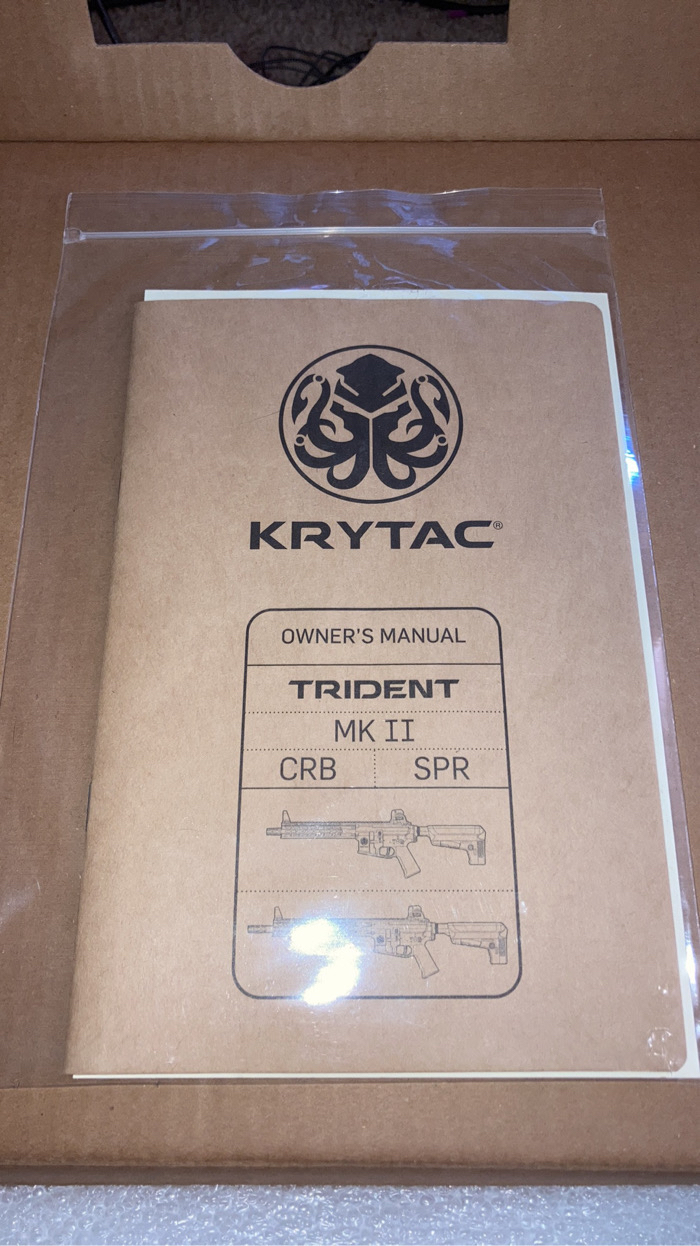 KRYTAC®
OWNER'S MANUAL
TRIDENT
MK II
CRB SPR